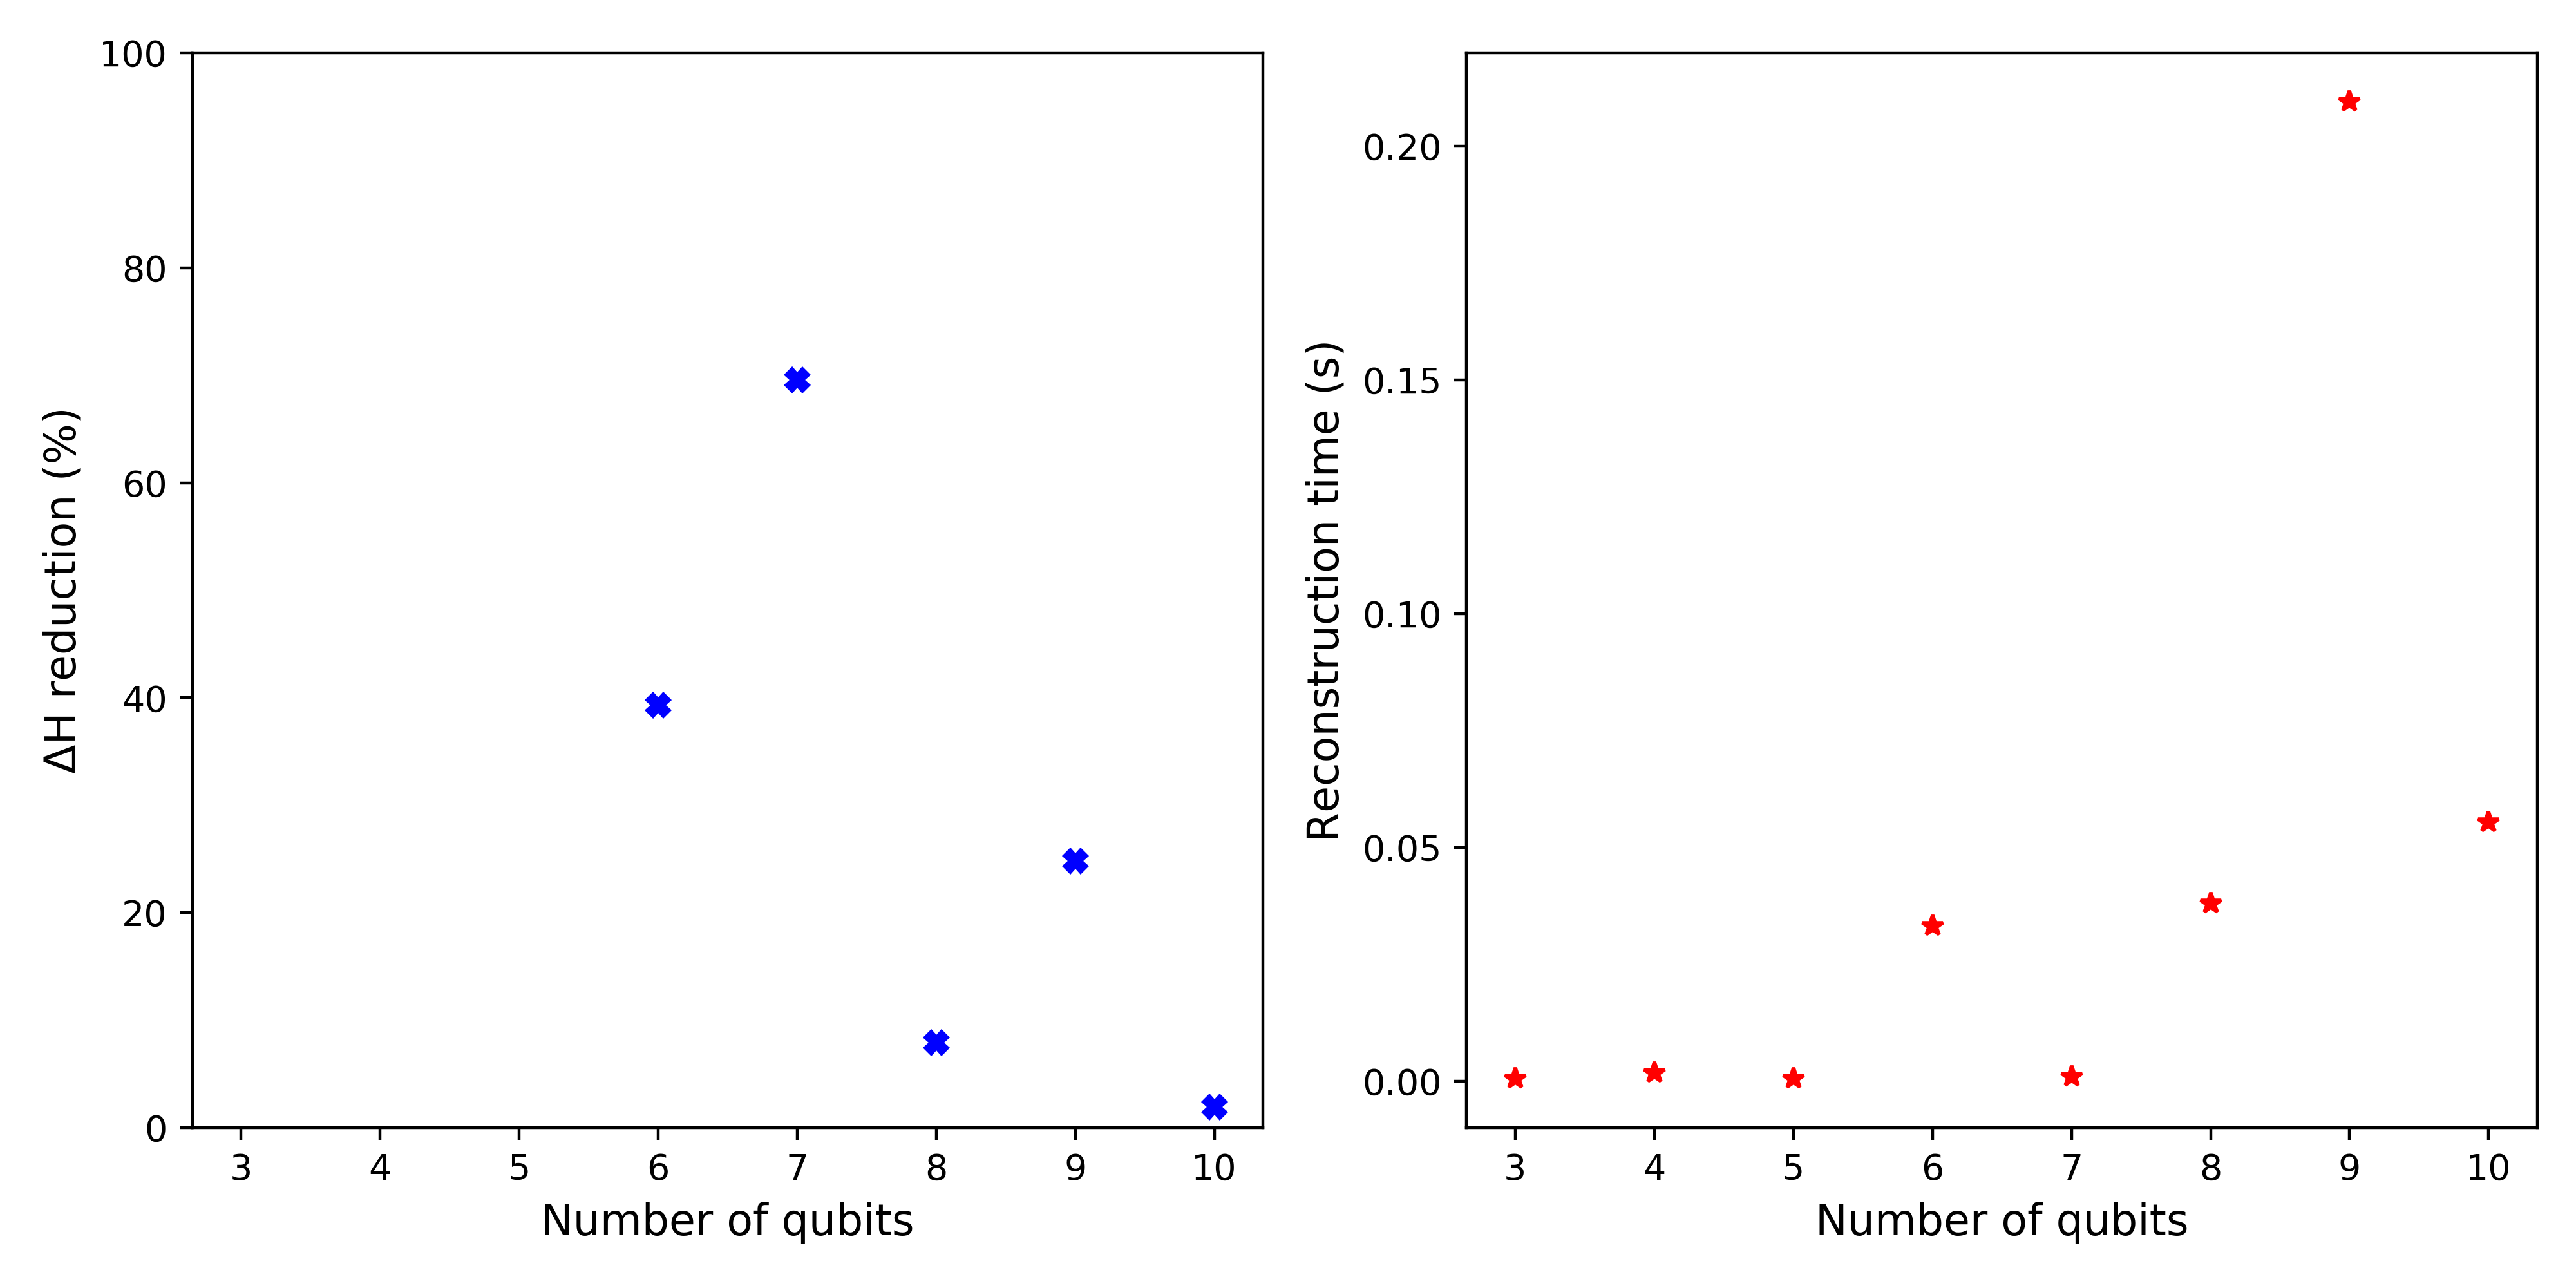 100
80
60
40
20
0
ΔH reduction (%)
3 4 5 6 7 8 9 10
Number of qubits
0.20
0.15
0.10
0.05
0.00
Reconstruction time (s)
3 4 5 6 7 8 9 10
Number of qubits